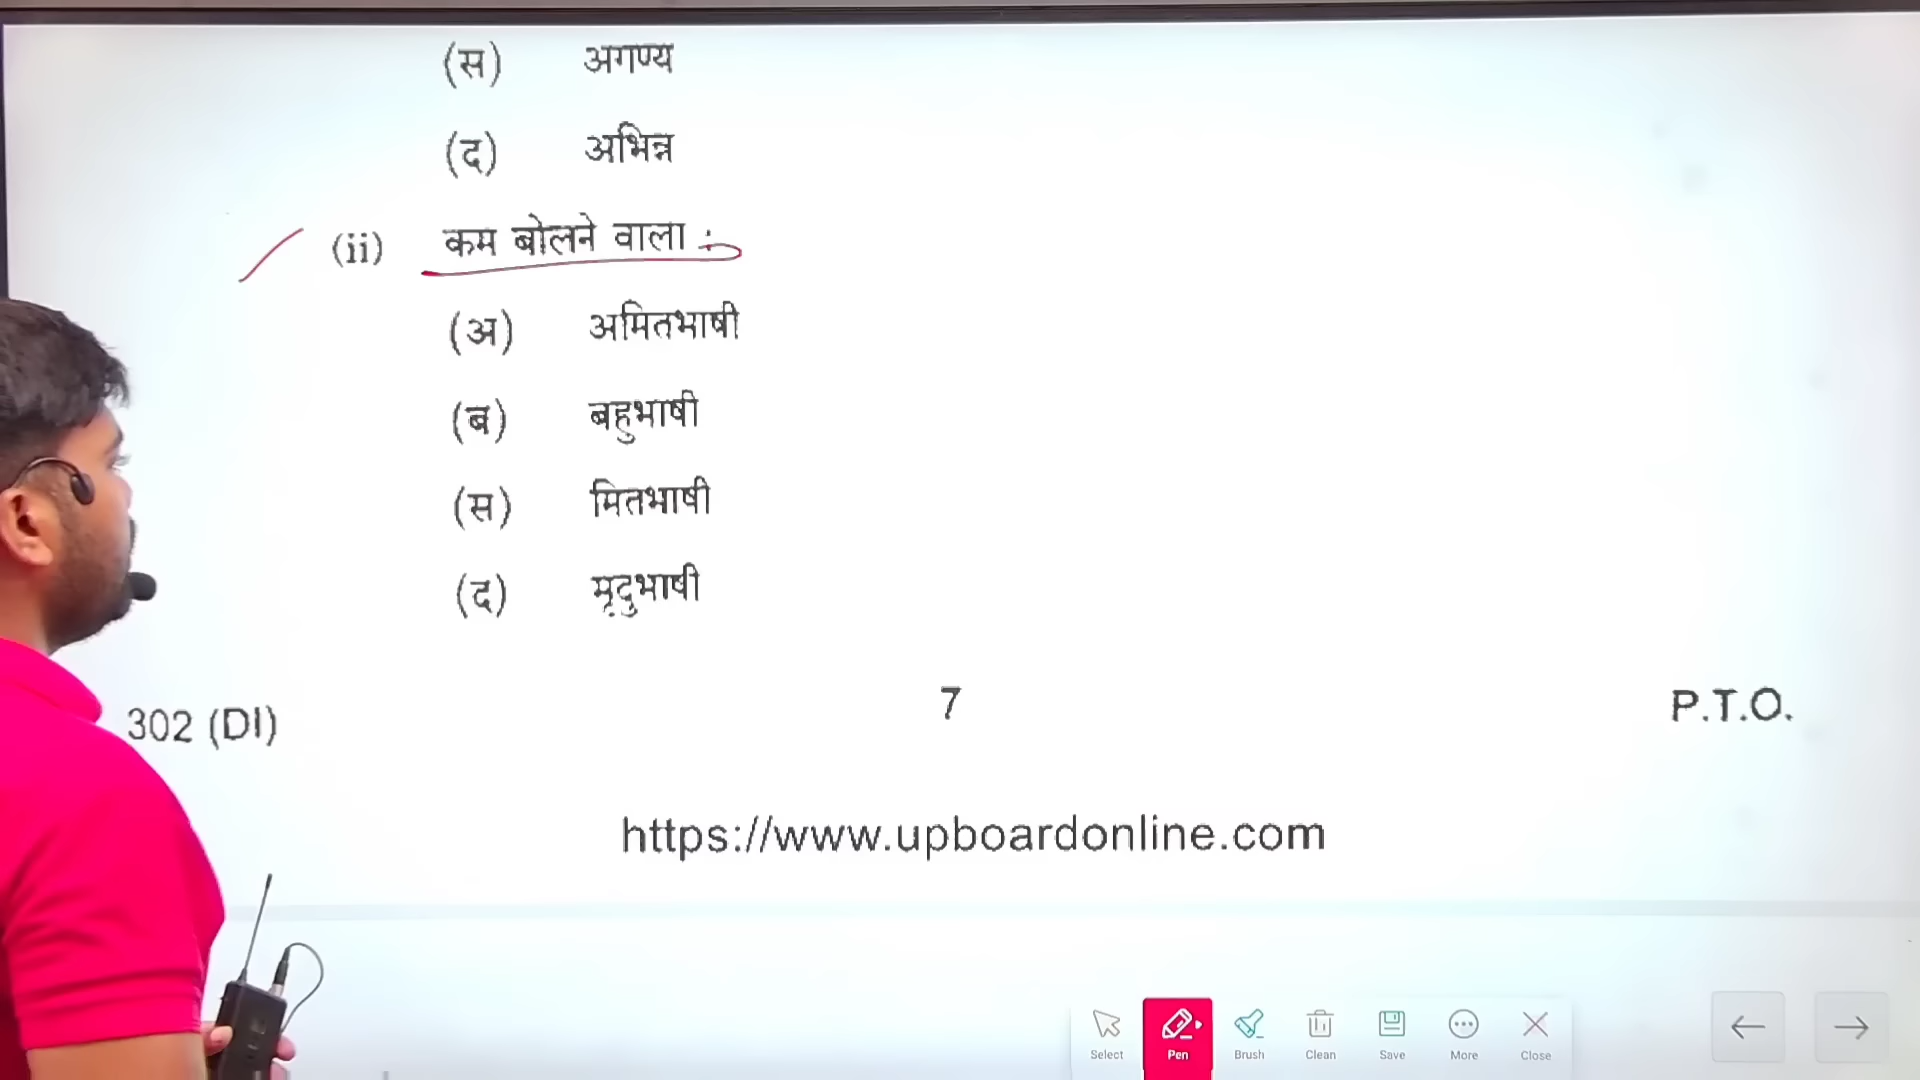 (स) अगण्य
(द) अभिन्न
(ii) कम बोलने वाला :
(अ) अमितभाषी
(ब) बहुभाषी
(स) मितभाषी
(द) मृदुभाषी
302 (DI) 7 P.T.O.
https://www.upboardonline.com
Select Pen Brush Clean Save More Close